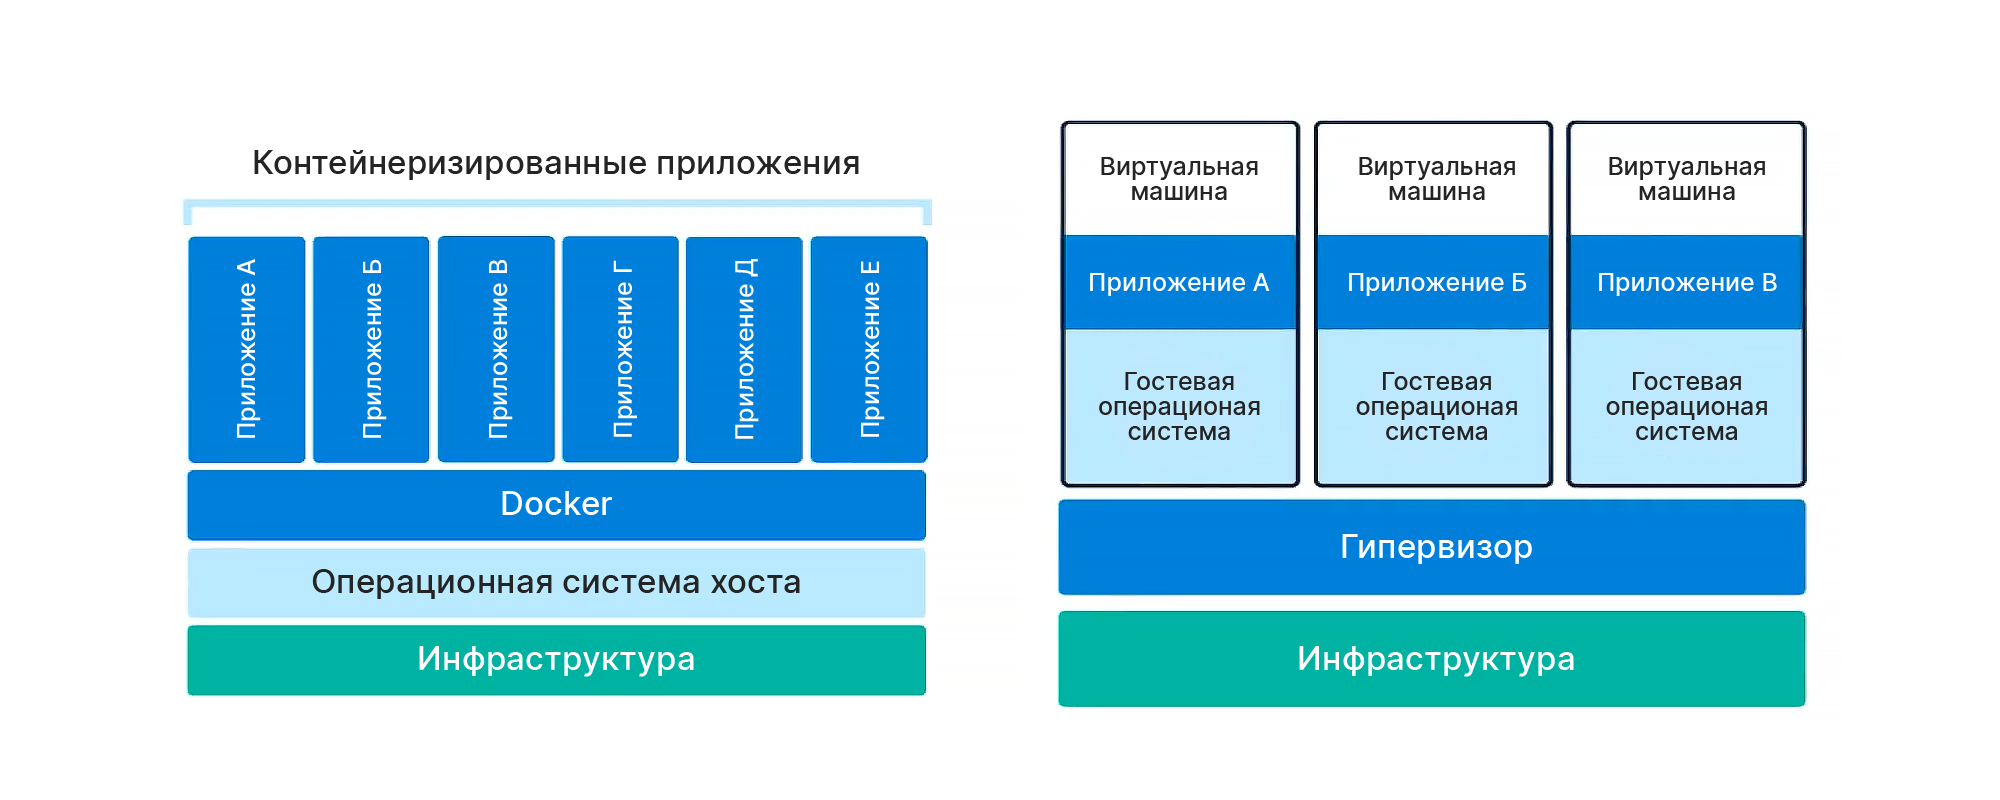 Контейнеризированные приложения
Приложение А
Приложение Б
Приложение В
Приложение Г
Приложение Д
Приложение Е
Docker
Операционная система хоста
Инфраструктура
Виртуальная
машина
Приложение А
Гостевая
операционая
система
Виртуальная
машина
Приложение Б
Гостевая
операционая
система
Виртуальная
машина
Приложение В
Гостевая
операционая
система
Гипервизор
Инфраструктура